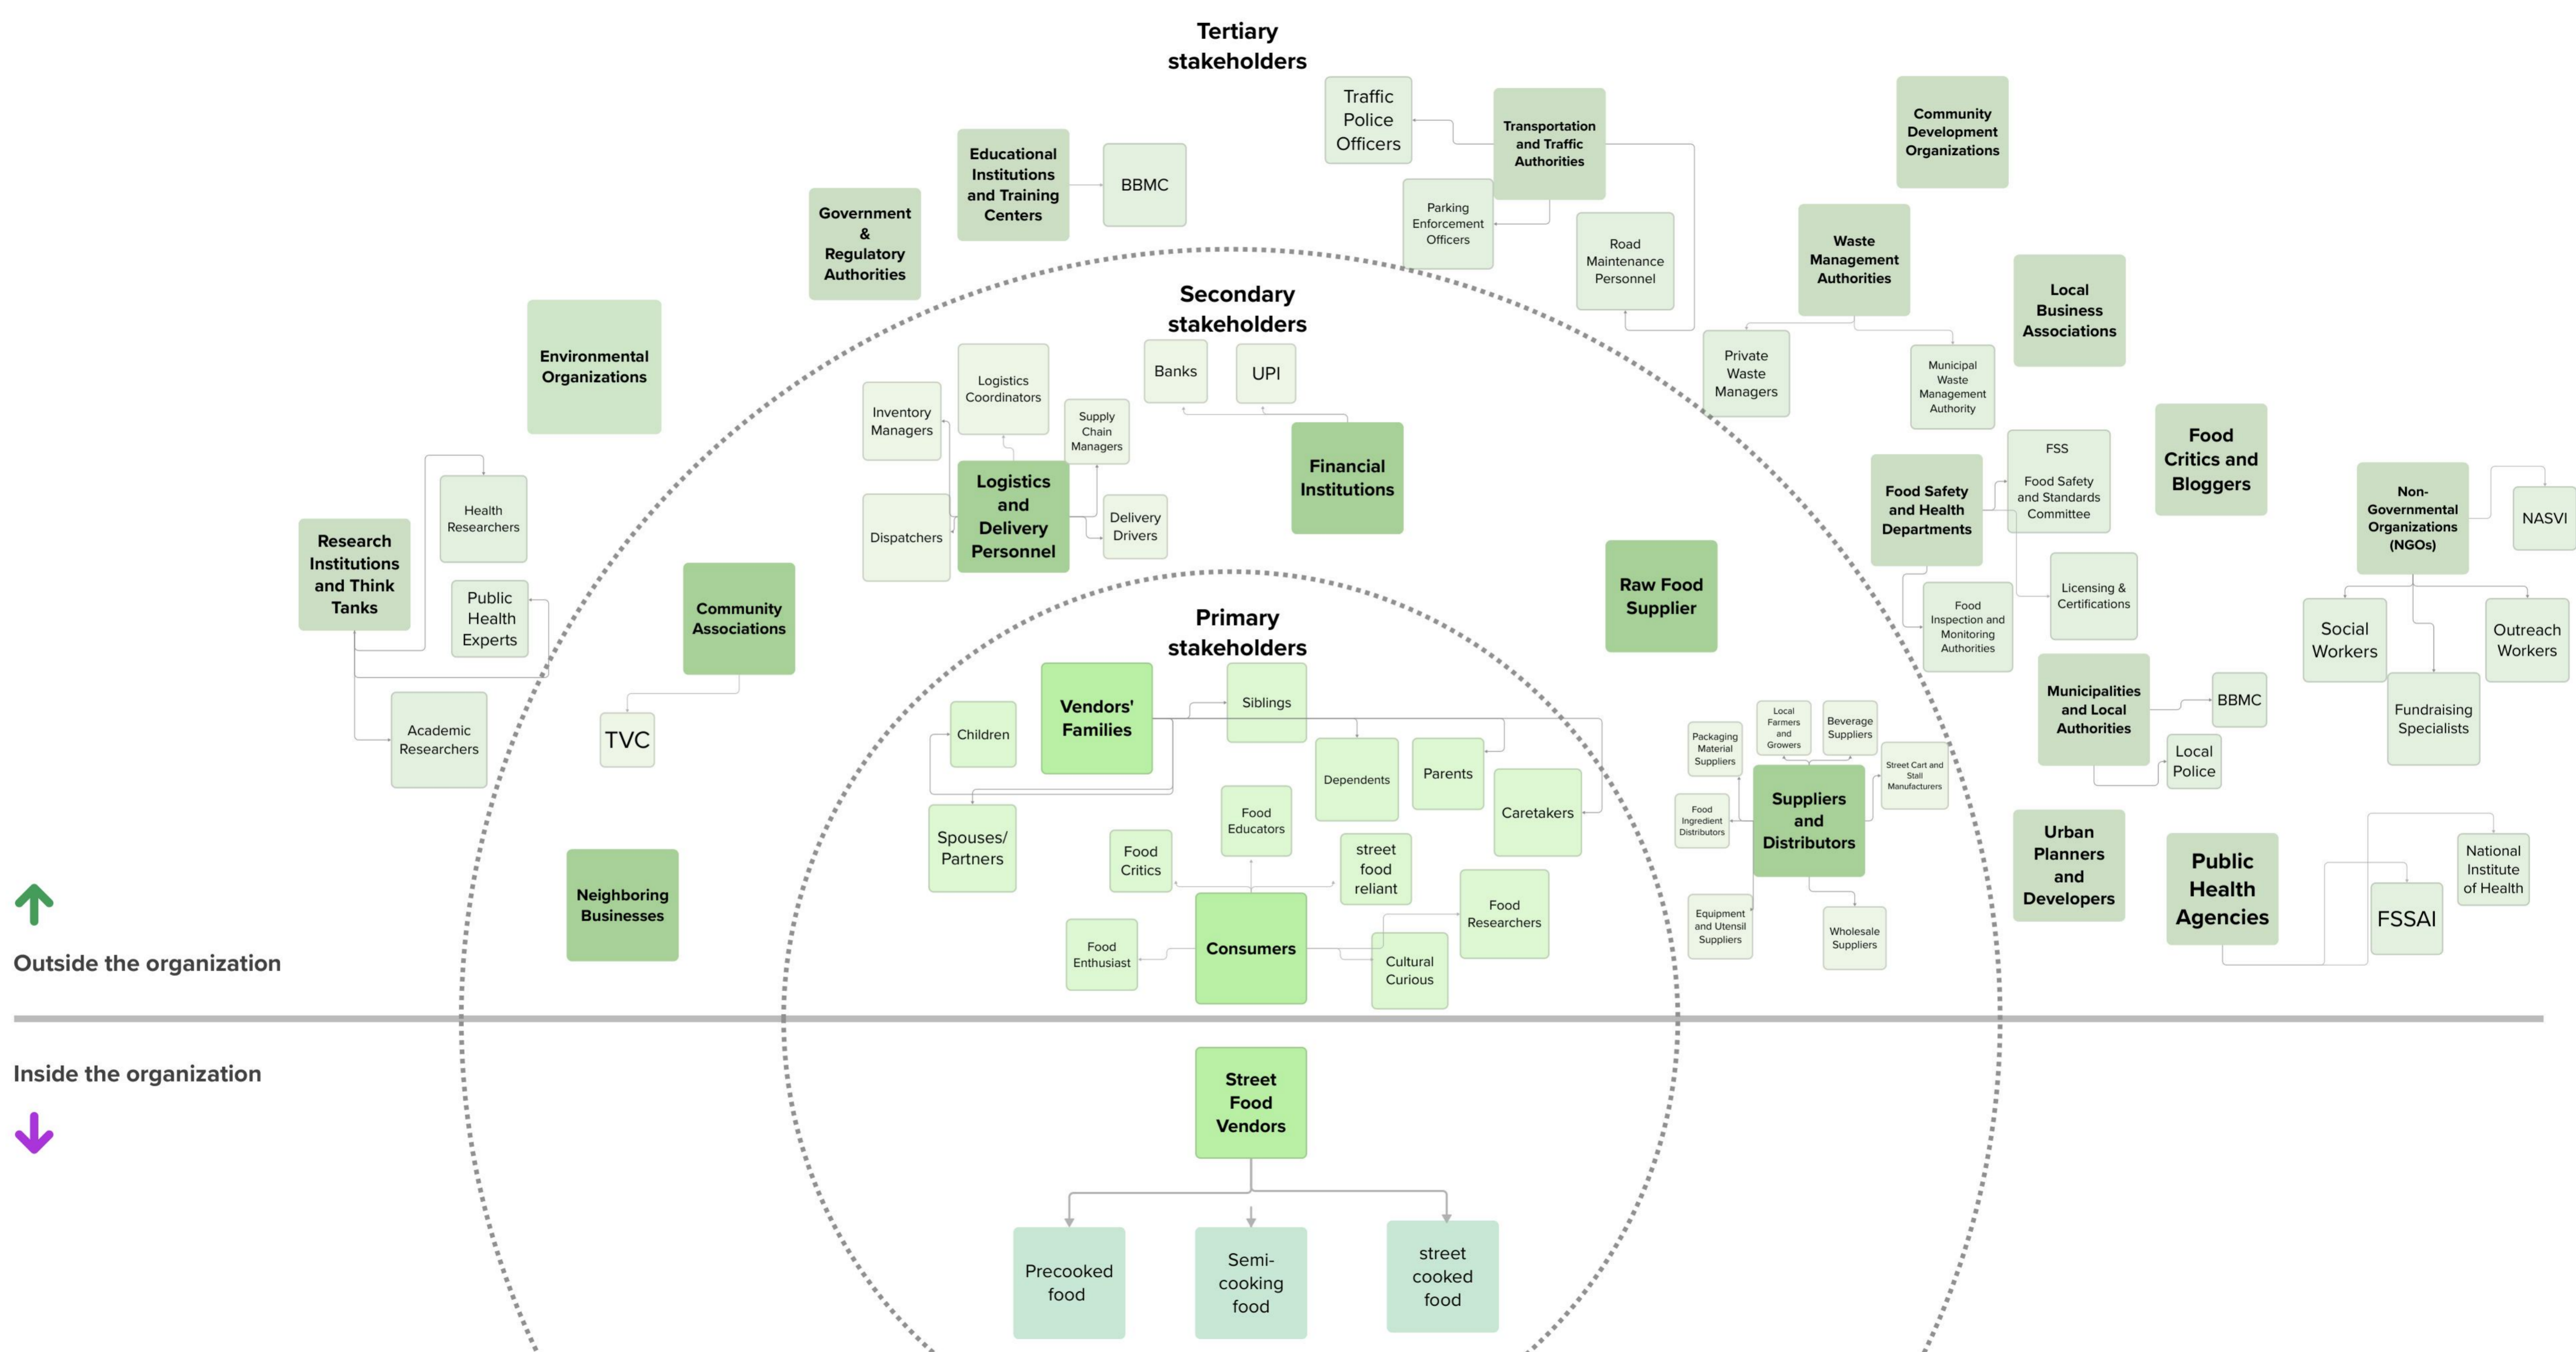 Tertiary
stakeholders
Traffic
Police
Officers
Transportation
and Traffic
Authorities
Community
Development
Organizations
Educational
Institutions
and Training
Centers
BBMC
Government
&
Regulatory
Authorities
Parking
Enforcement
Officers
Road
Maintenance
Personnel
Waste
Management
Authorities
Local
Business
Associations
Secondary
stakeholders
Environmental
Organizations
Private
Waste
Managers
Municipal
Waste
Management
Authority
Banks
UPI
Logistics
Coordinators
Inventory
Managers
Supply
Chain
Managers
Financial
Institutions
Logistics
and
Delivery
Personnel
Dispatchers
Delivery
Drivers
Food
Critics and
Bloggers
FSS
Food Safety
and Standards
Committee
Food Safety
and Health
Departments
Non-
Governmental
Organizations
(NGOs)
NASVI
Health
Researchers
Research
Institutions
and Think
Tanks
Public
Health
Experts
Academic
Researchers
Community
Associations
TVC
Raw Food
Supplier
Licensing &
Certifications
Food
Inspection and
Monitoring
Authorities
Social
Workers
Outreach
Workers
Fundraising
Specialists
Municipalities
and Local
Authorities
BBMC
Local
Police
Primary
stakeholders
Vendors'
Families
Siblings
Children
Dependents
Parents
Caretakers
Spouses/
Partners
Food
Educators
Food
Critics
street
food
reliant
Food
Researchers
Consumers
Food
Enthusiast
Cultural
Curious
Packaging
Material
Suppliers
Local
Farmers
and
Growers
Beverage
Suppliers
Street Cart and
Stall
Manufacturers
Suppliers
and
Distributors
Food
Ingredient
Distributors
Equipment
and Utensil
Suppliers
Wholesale
Suppliers
Urban
Planners
and
Developers
Public
Health
Agencies
National
Institute
of Health
FSSAI
Neighboring
Businesses
Outside the organization
Inside the organization
Street
Food
Vendors
Precooked
food
Semi-
cooking
food
street
cooked
food